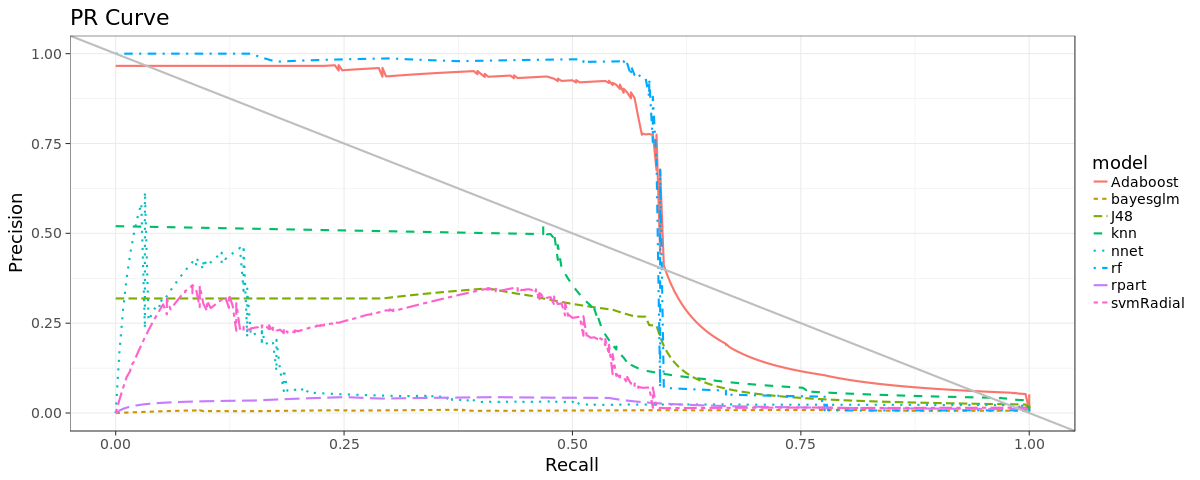 PR Curve
Precision
1.00
0.75
0.50
0.25
0.00
0.00 0.25 0.50 0.75 1.00
Recall
model
Adaboost
bayesglm
J48
knn
nnet
rf
rpart
svmRadial